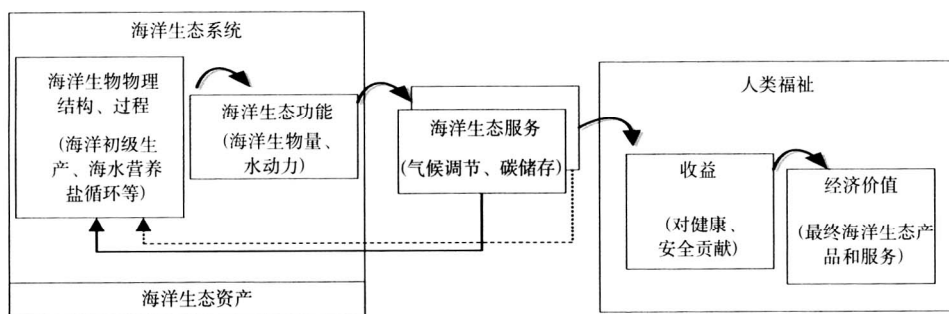 海洋生态系统
海洋生物物理
结构、过程
(海洋初级生
产、海水营养
盐循环等)
海洋生态功能
(海洋生物量、
水动力)
海洋生态资产
海洋生态服务
(气候调节、碳储存)
人类福祉
收益
(对健康、
安全贡献)
经济价值
(最终海洋生态产
品和服务)